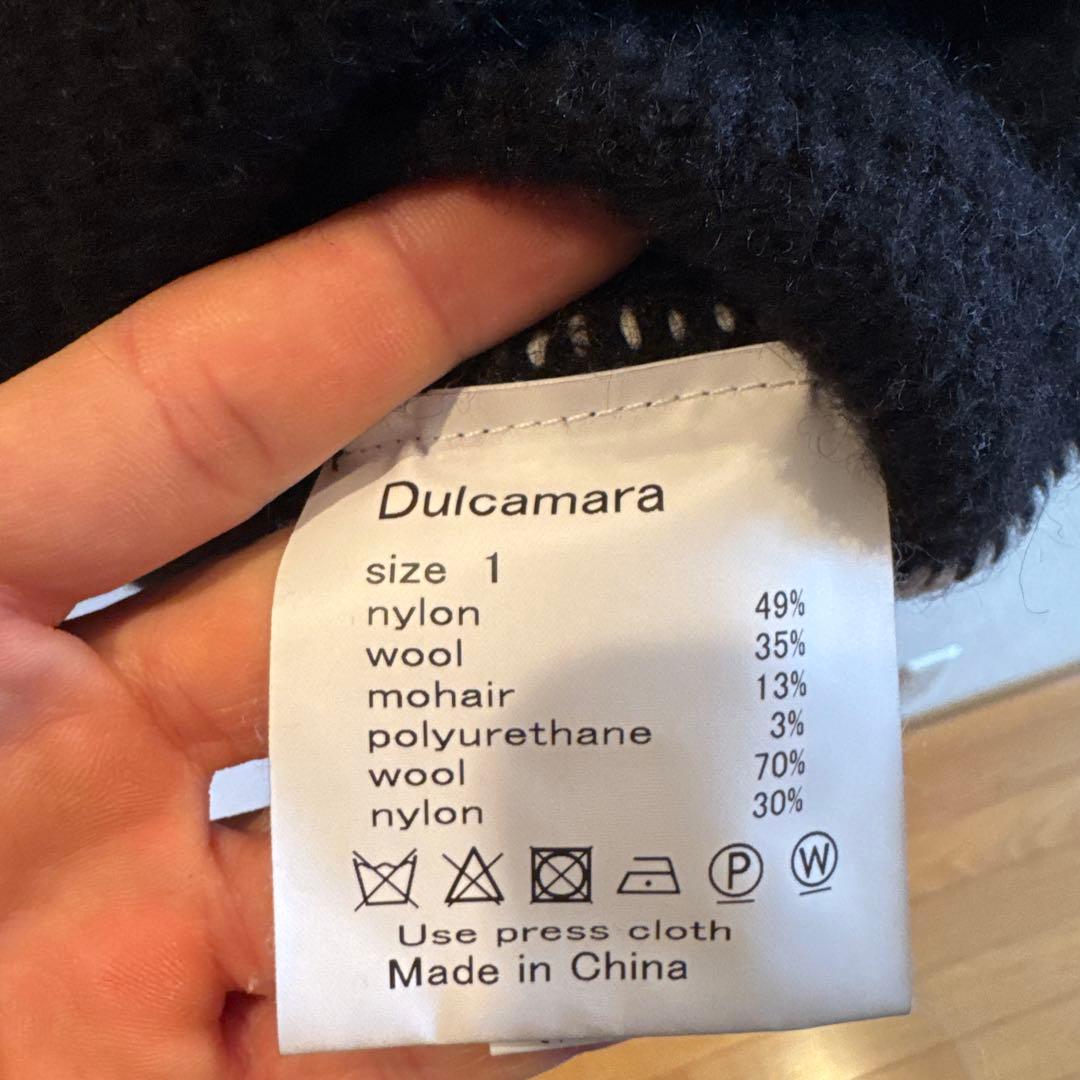 Dulcamara
size 1
nylon 49%
wool 35%
mohair 13%
polyurethane 3%
wool 70%
nylon 30%
P W
Use press cloth
Made in China